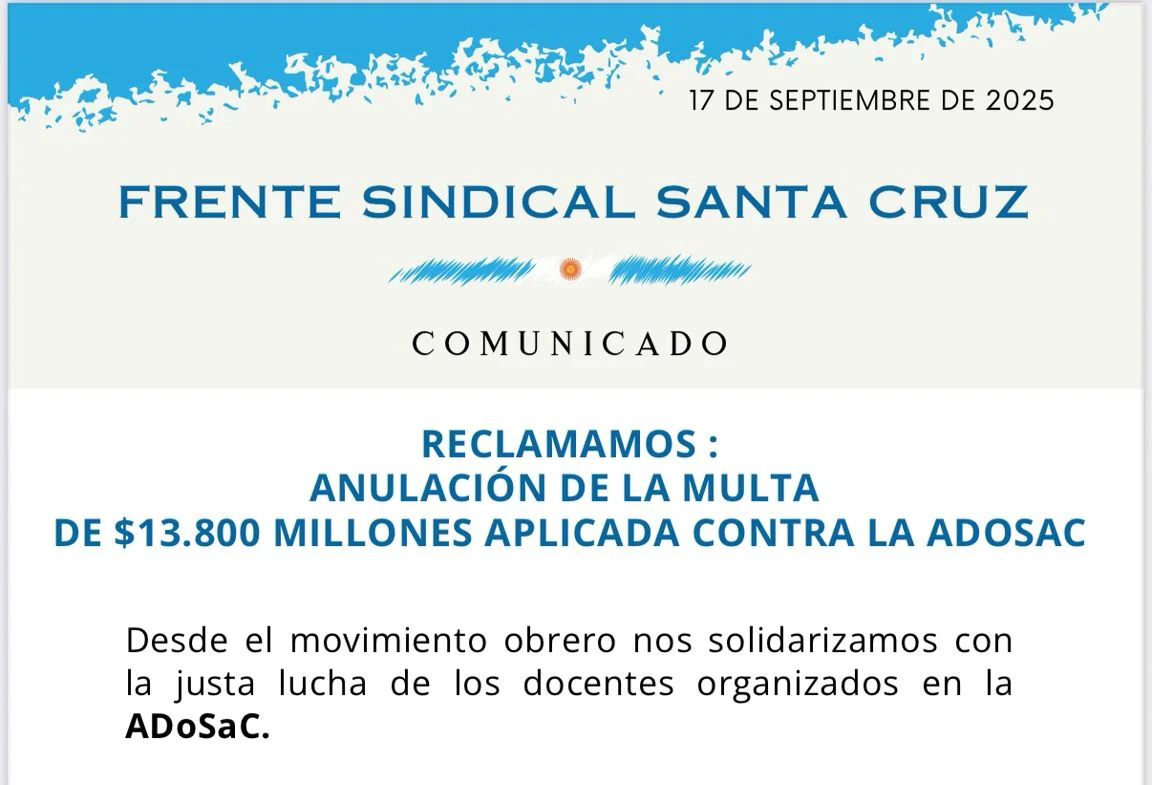 17 DE SEPTIEMBRE DE 2025
FRENTE SINDICAL SANTA CRUZ
COMUNICADO
RECLAMAMOS :
ANULACIÓN DE LA MULTA
DE $13.800 MILLONES APLICADA CONTRA LA ADOSAC
Desde el movimiento obrero nos solidarizamos con
la justa lucha de los docentes organizados en la
ADoSaC.